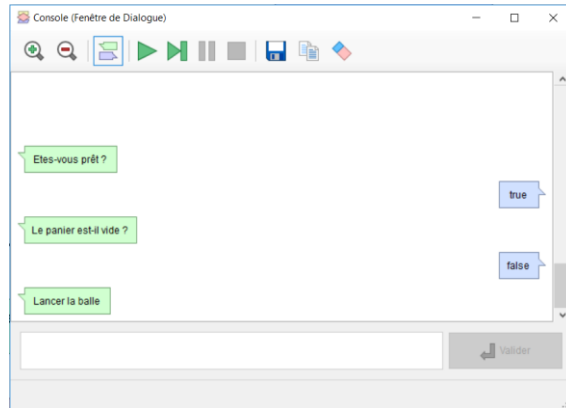 Console (Fenêtre de Dialogue)
Etes-vous prêt ?
true
Le panier est-il vide ?
false
Lancer la balle
Valider